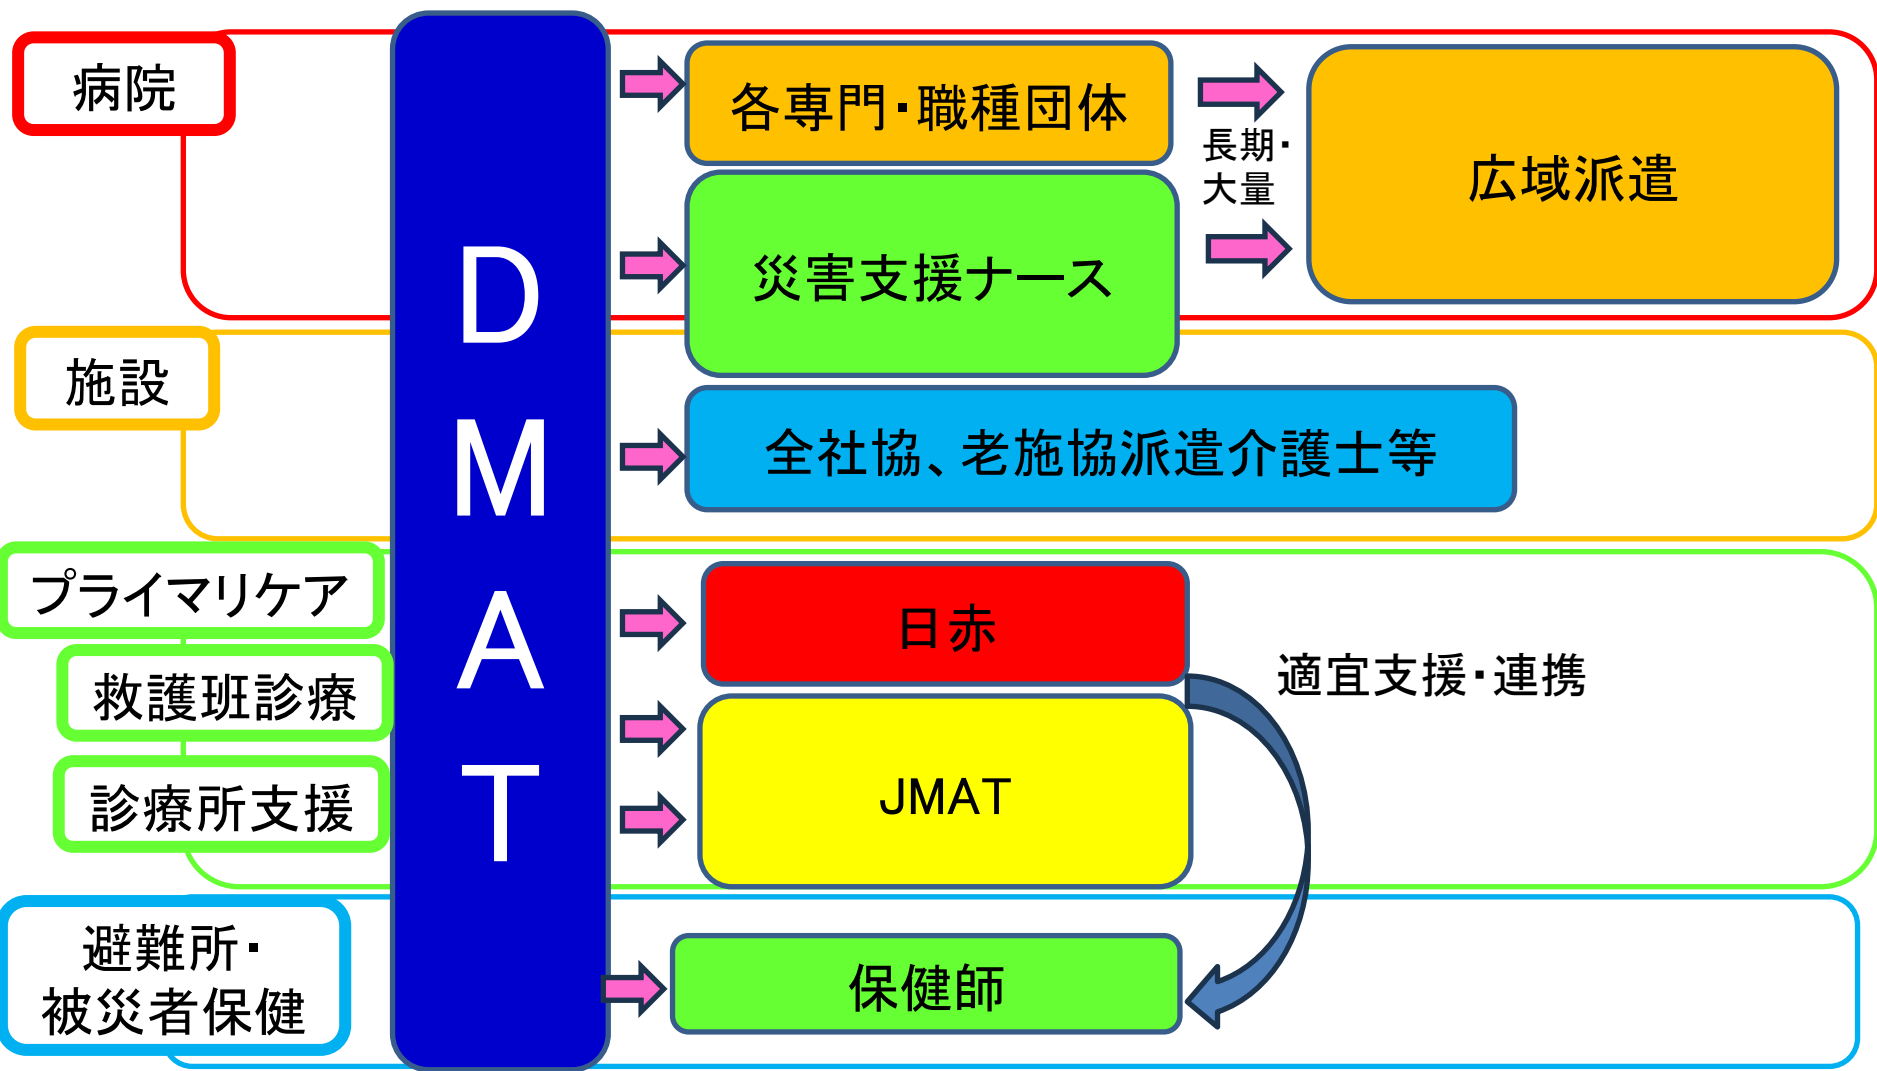 病院
各専門・職種団体
長期・
大量
広域派遣
災害支援ナース
施設
全社協、老施協派遣介護士等
D
M
A
T
プライマリケア
救護班診療
診療所支援
日赤
適宜支援・連携
JMAT
避難所・
被災者保健
保健師